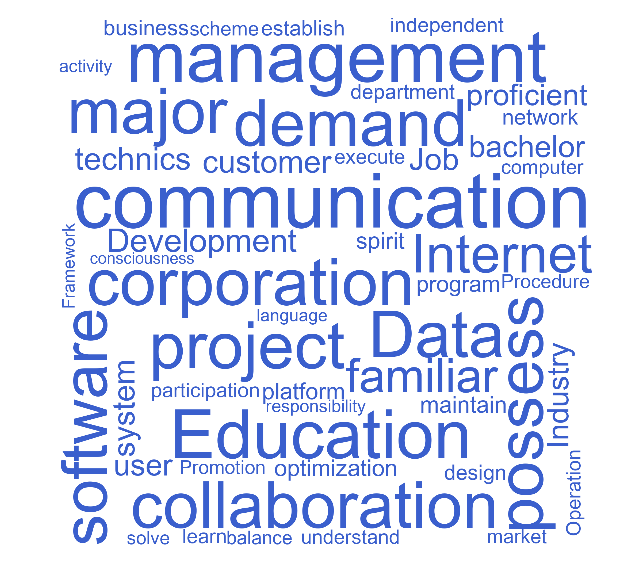 business scheme establish independent
management
activity
department proficient
major demand
network
technics customer execute Job bachelor
computer
communication
Framework
Development spirit Internet
consciousness
corporation program Procedure
language
project Data
software
possess
familiar
system
Industry
participation platform
responsibility maintain
Education
user Promotion optimization design
Operation
collaboration
solve learn balance understand market